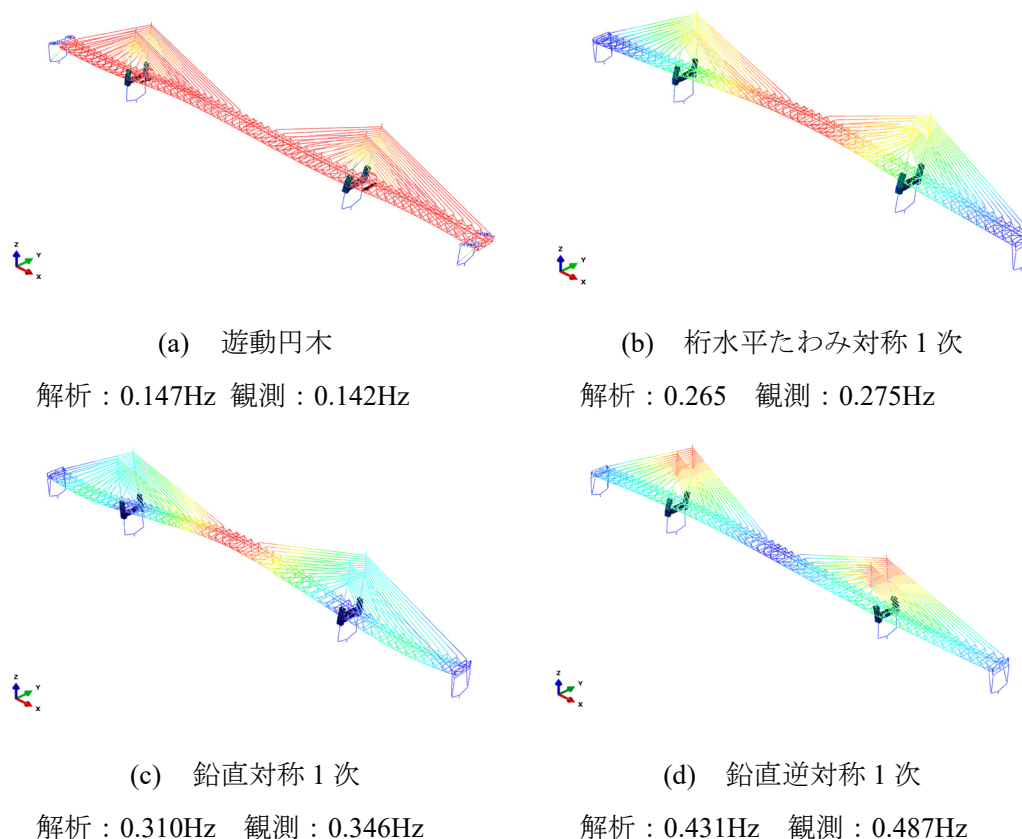 Z
Y
X
Z
Y
X
(a) 遊動円木
(b) 桁水平たわみ対称 1 次
解析：0.147Hz 観測：0.142Hz
解析：0.265 観測：0.275Hz
Z
Y
X
Z
Y
X
(c) 鉛直対称 1 次
(d) 鉛直逆対称 1 次
解析：0.310Hz 観測：0.346Hz
解析：0.431Hz 観測：0.487Hz